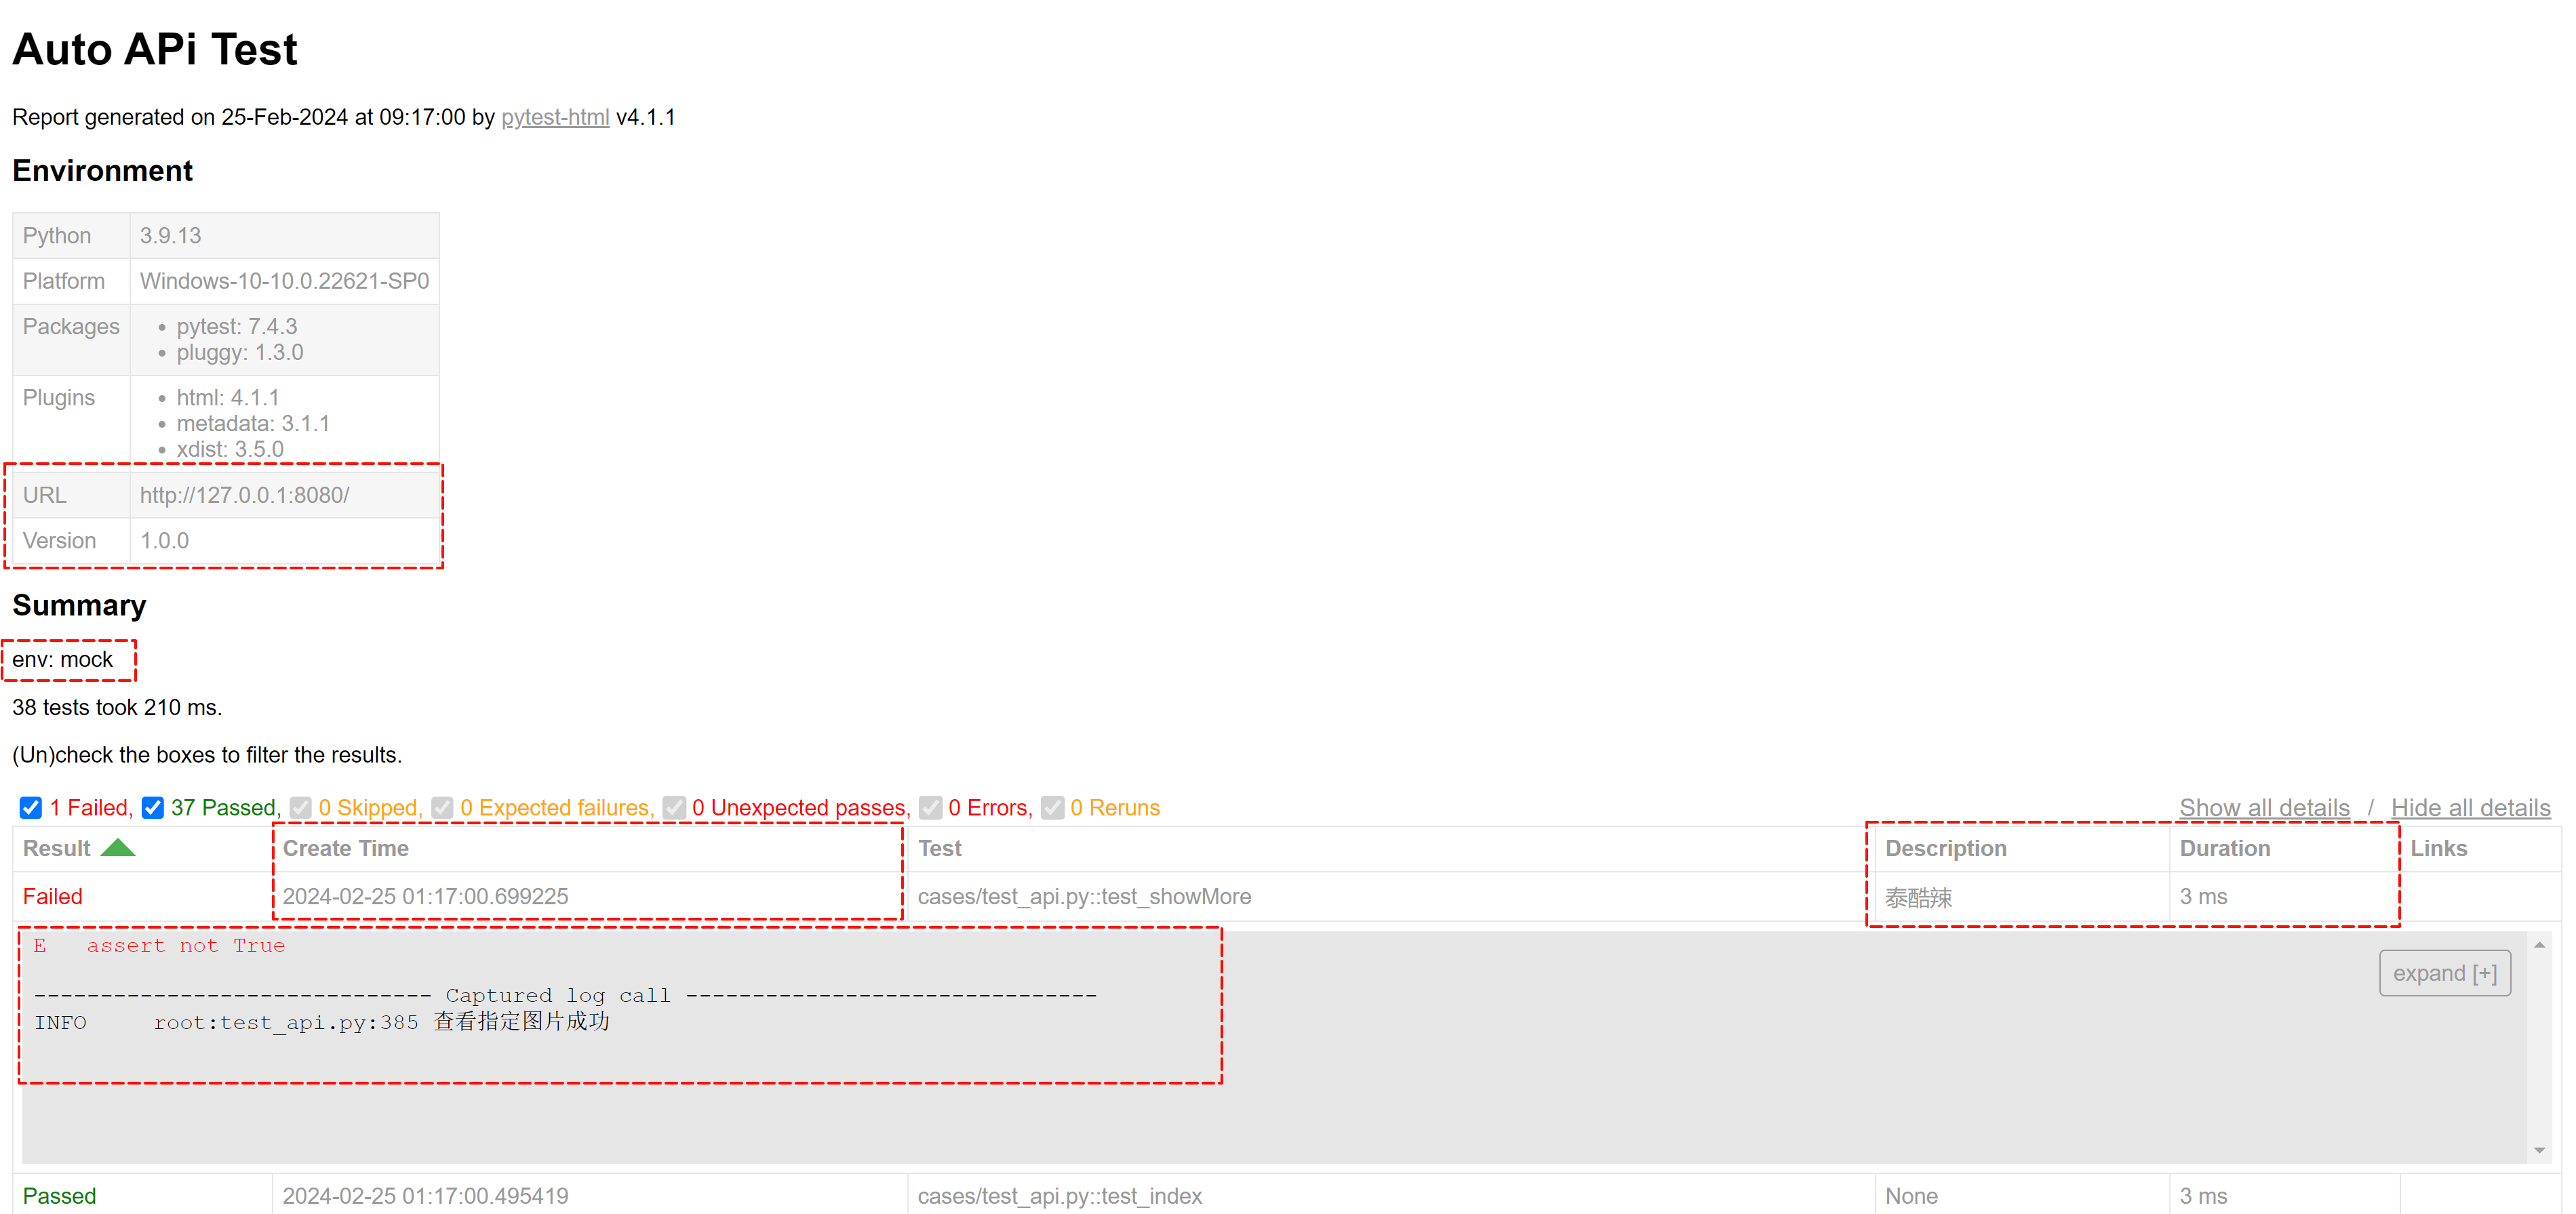 Auto APi Test
Report generated on 25-Feb-2024 at 09:17:00 by pytest-html v4.1.1
Environment
Python 3.9.13
Platform Windows-10-10.0.22621-SP0
Packages
pytest: 7.4.3
pluggy: 1.3.0
Plugins
html: 4.1.1
metadata: 3.1.1
xdist: 3.5.0
URL http://127.0.0.1:8080/
Version 1.0.0
Summary
env: mock
38 tests took 210 ms.
(Un)check the boxes to filter the results.
1 Failed, 37 Passed, 0 Skipped, 0 Expected failures, 0 Unexpected passes, 0 Errors, 0 Reruns Show all details / Hide all details
Result Create Time Test Description Duration Links
Failed 2024-02-25 01:17:00.699225 cases/test_api.py::test_showMore 泰酷辣 3 ms
E assert not True
expand [+]
------------------------------ Captured log call -------------------------------
INFO root:test_api.py:385 查看指定图片成功
Passed 2024-02-25 01:17:00.495419 cases/test_api.py::test_index None 3 ms